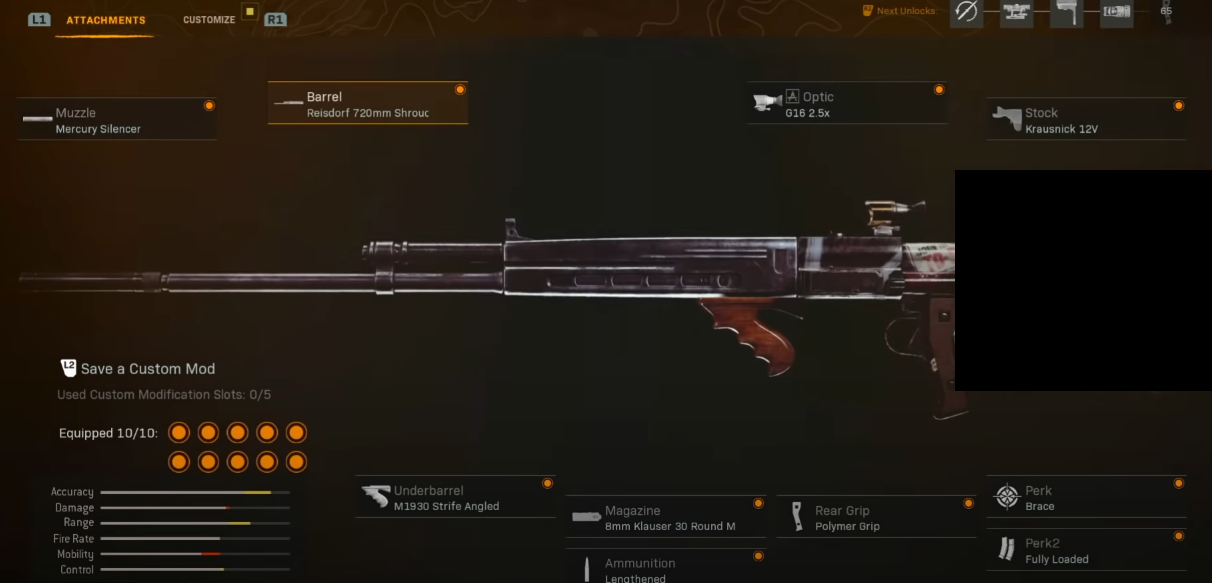 L1 ATTACHMENTS CUSTOMIZE R1
Next Unlocks
65
Muzzle
Mercury Silencer
Barrel
Reisdorf 720mm Shrouc
Optic
G16 2.5x
Stock
Krausnick 12V
L2 Save a Custom Mod
Used Custom Modification Slots: 0/5
Equipped 10/10:
Accuracy
Damage
Range
Fire Rate
Mobility
Control
Underbarrel
M1930 Strife Angled
Magazine
8mm Klauser 30 Round M
Ammunition
Lengthened
Rear Grip
Polymer Grip
Perk
Brace
Perk2
Fully Loaded